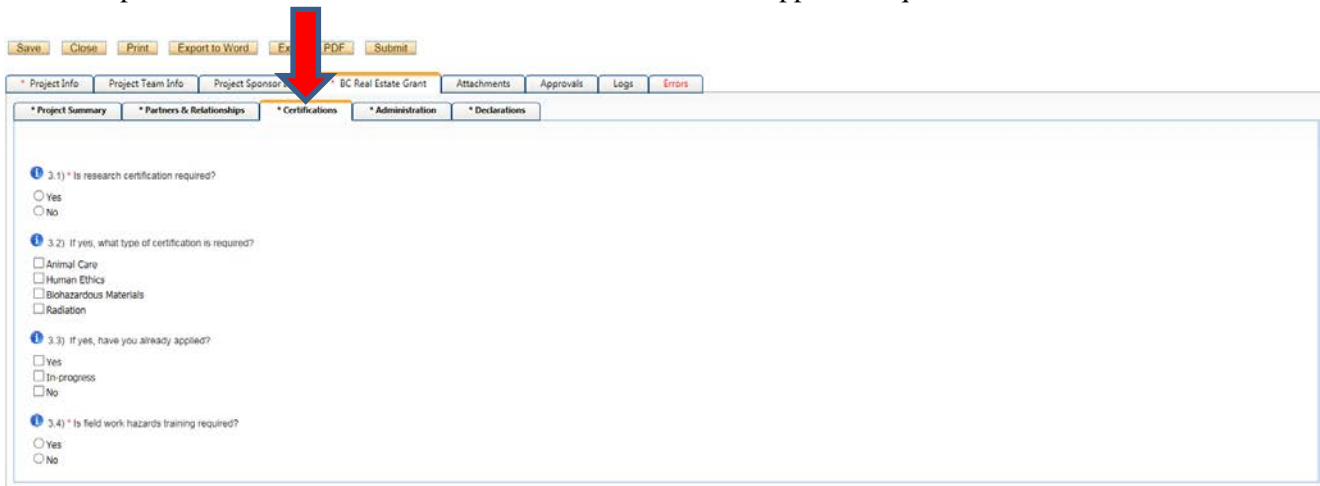 Save Close Print Export to Word Ex PDF Submit
* Project Info Project Team Info Project Sponsor * BC Real Estate Grant Attachments Approvals Logs Errors
* Project Summary * Partners & Relationships * Certifications * Administration * Declarations
3.1) * Is research certification required?
Yes
No
3.2) If yes, what type of certification is required?
Animal Care
Human Ethics
Biohazardous Materials
Radiation
3.3) If yes, have you already applied?
Yes
In-progress
No
3.4) * Is field work hazards training required?
Yes
No